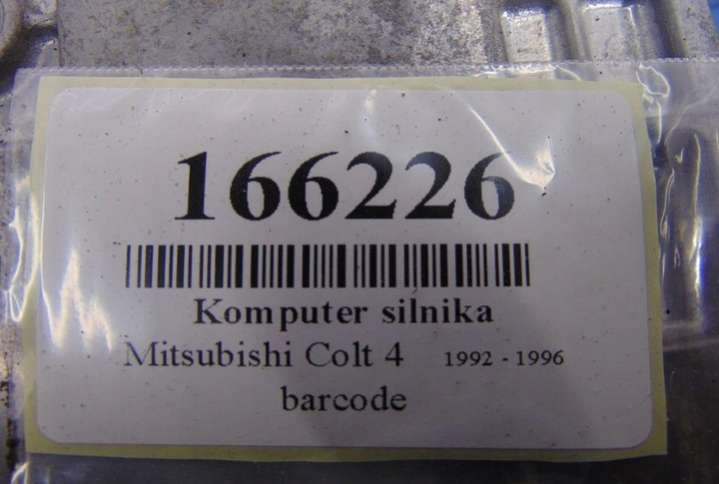 166226
Komputer silnika
Mitsubishi Colt 4 1992 - 1996
barcode